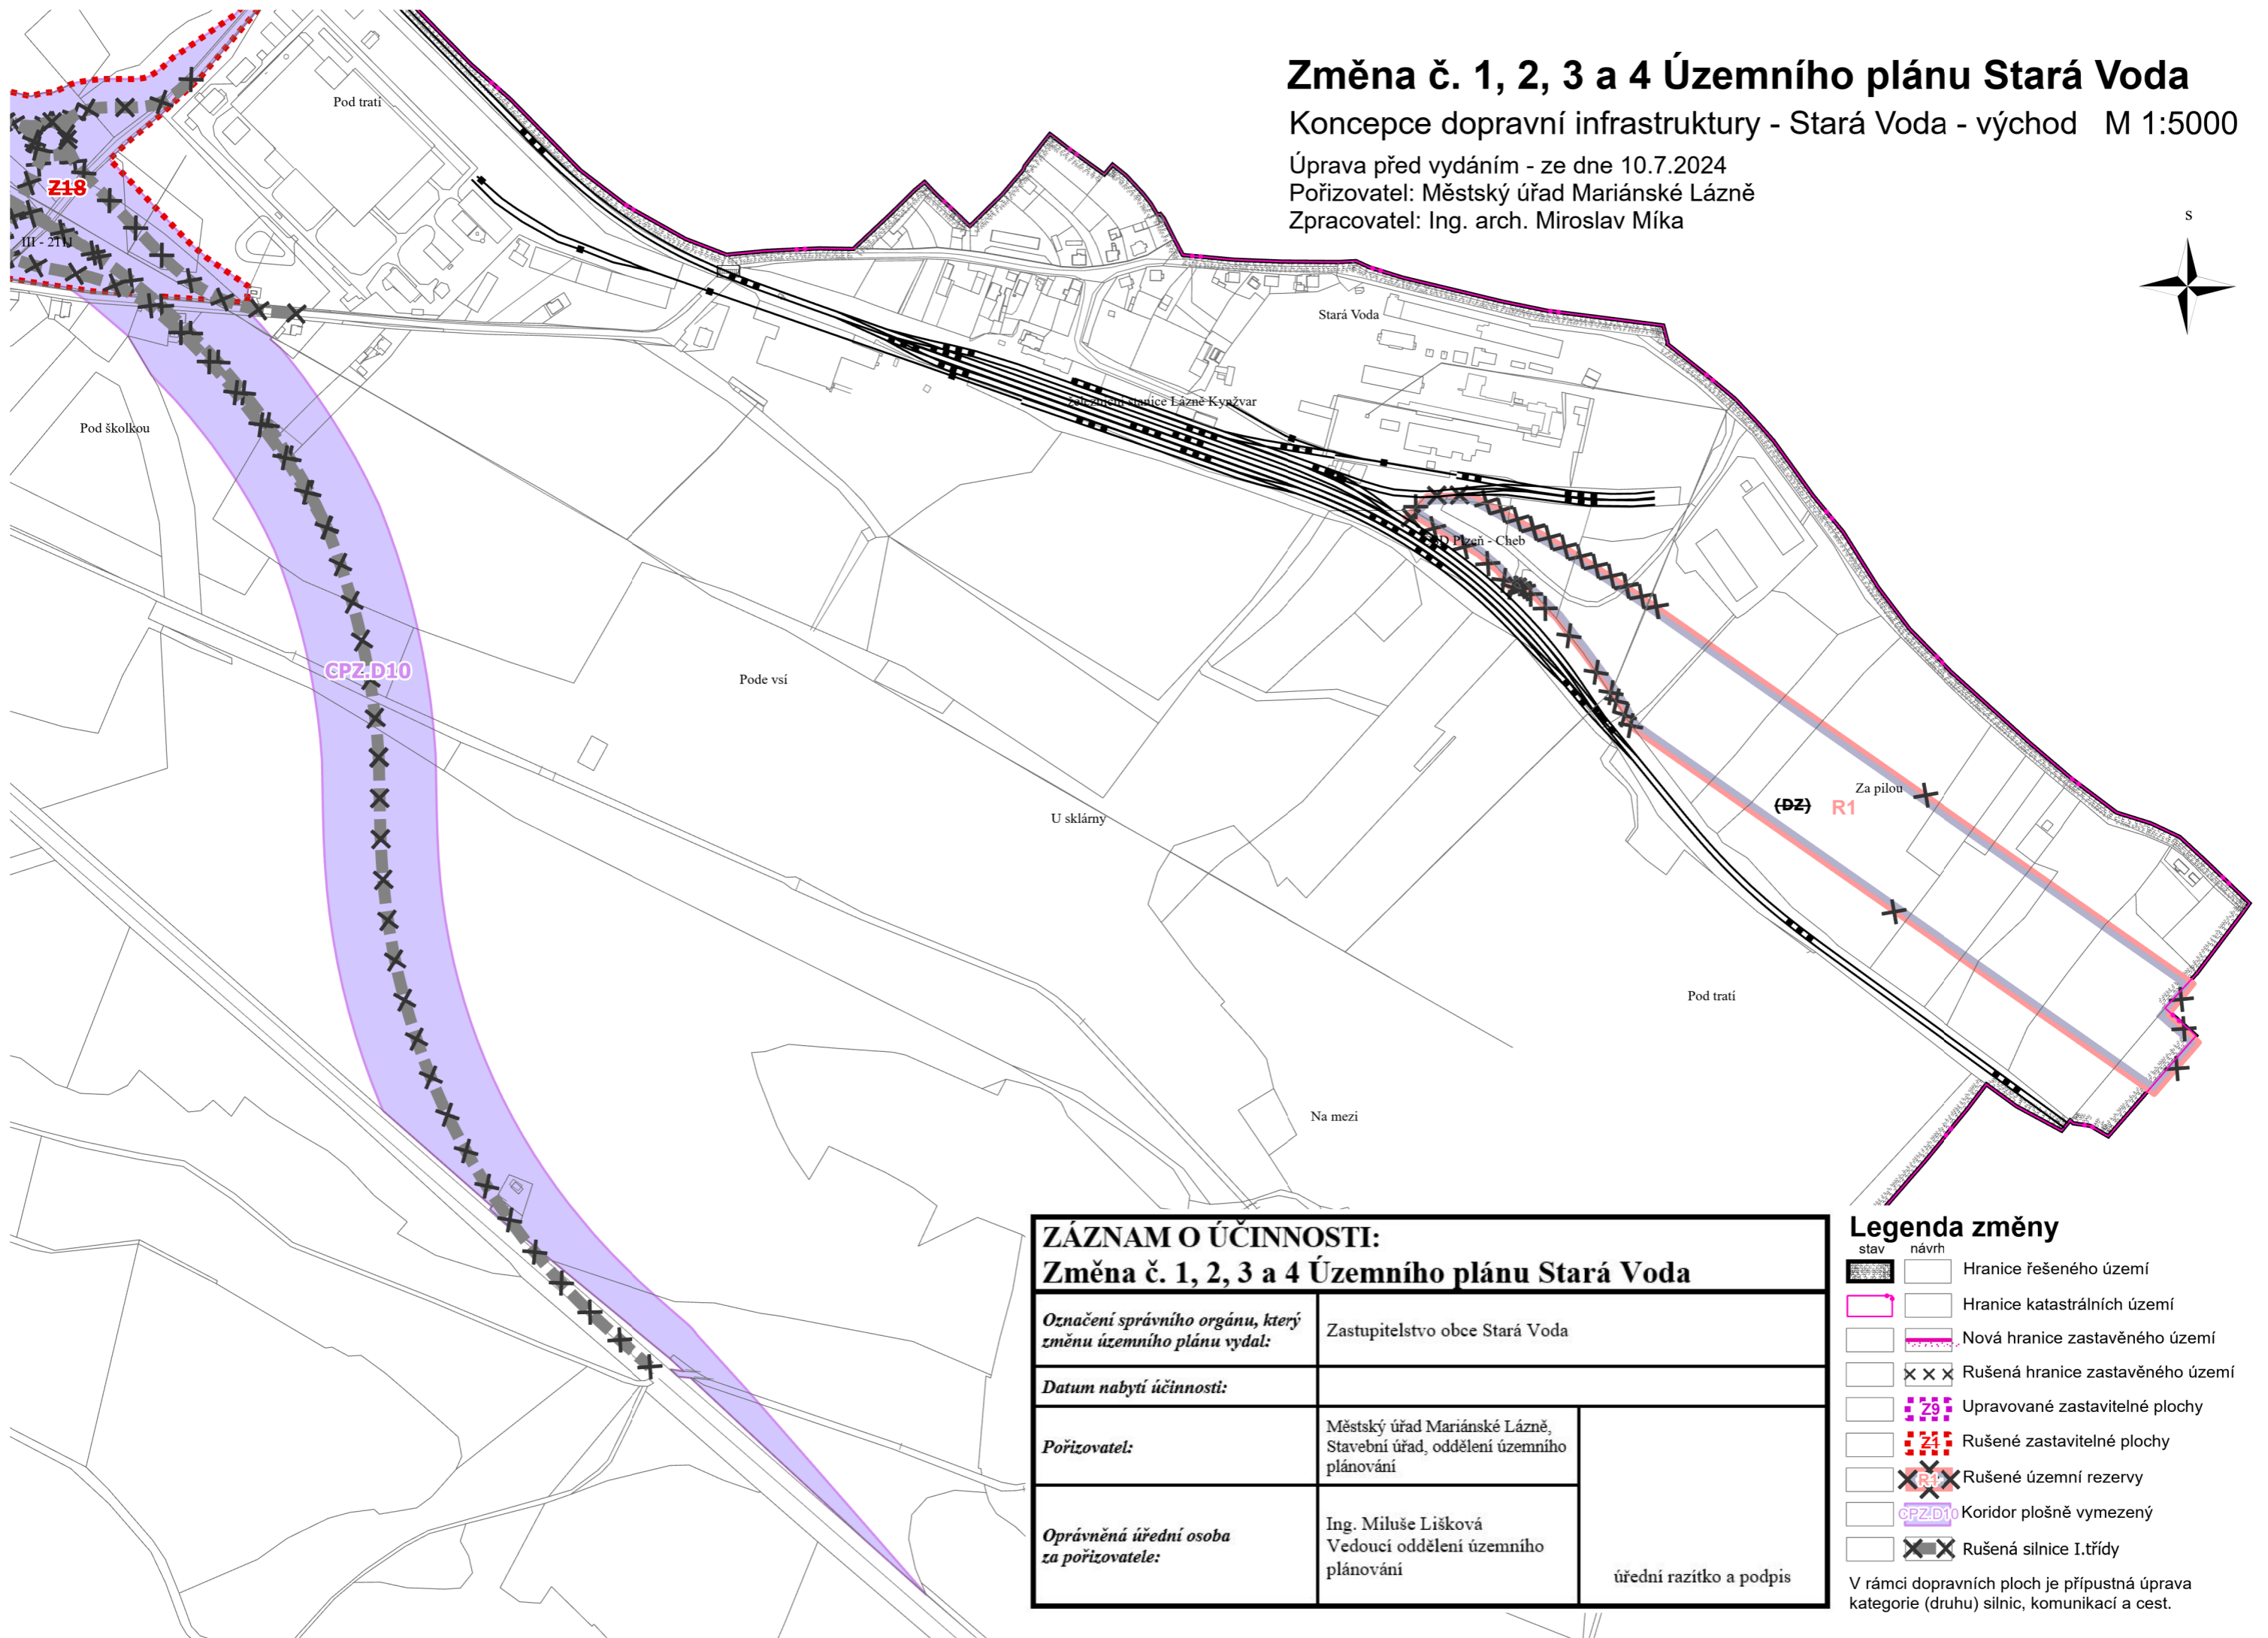 Změna č. 1, 2, 3 a 4 Územního plánu Stará Voda
Koncepce dopravní infrastruktury - Stará Voda - východ M 1:5000
Úprava před vydáním - ze dne 10.7.2024
Pořizovatel: Městský úřad Mariánské Lázně
Zpracovatel: Ing. arch. Miroslav Míka
S
Pod tratí
Z18
III - 2111
Stará Voda
železniční stanice Lázně Kynžvar
Pod školkou
D Plzeň - Cheb
CPZ.D10
Pode vsí
Za pilou
(DZ) R1
U sklárny
Pod tratí
Na mezi
ZÁZNAM O ÚČINNOSTI:
Změna č. 1, 2, 3 a 4 Územního plánu Stará Voda
Označení správního orgánu, který
změnu územního plánu vydal:
Zastupitelstvo obce Stará Voda
Datum nabytí účinnosti:
Pořizovatel:
Městský úřad Mariánské Lázně,
Stavební úřad, oddělení územního
plánování
Oprávněná úřední osoba
za pořizovatele:
Ing. Miluše Lišková
Vedoucí oddělení územního
plánování
úřední razítko a podpis
Legenda změny
stav návrh
Hranice řešeného území
Hranice katastrálních území
Nová hranice zastavěného území
Rušená hranice zastavěného území
Z9 Upravované zastavitelné plochy
Z1 Rušené zastavitelné plochy
R1 Rušené územní rezervy
CPZ.D10 Koridor plošně vymezený
Rušená silnice I.třídy
V rámci dopravních ploch je přípustná úprava
kategorie (druhu) silnic, komunikací a cest.